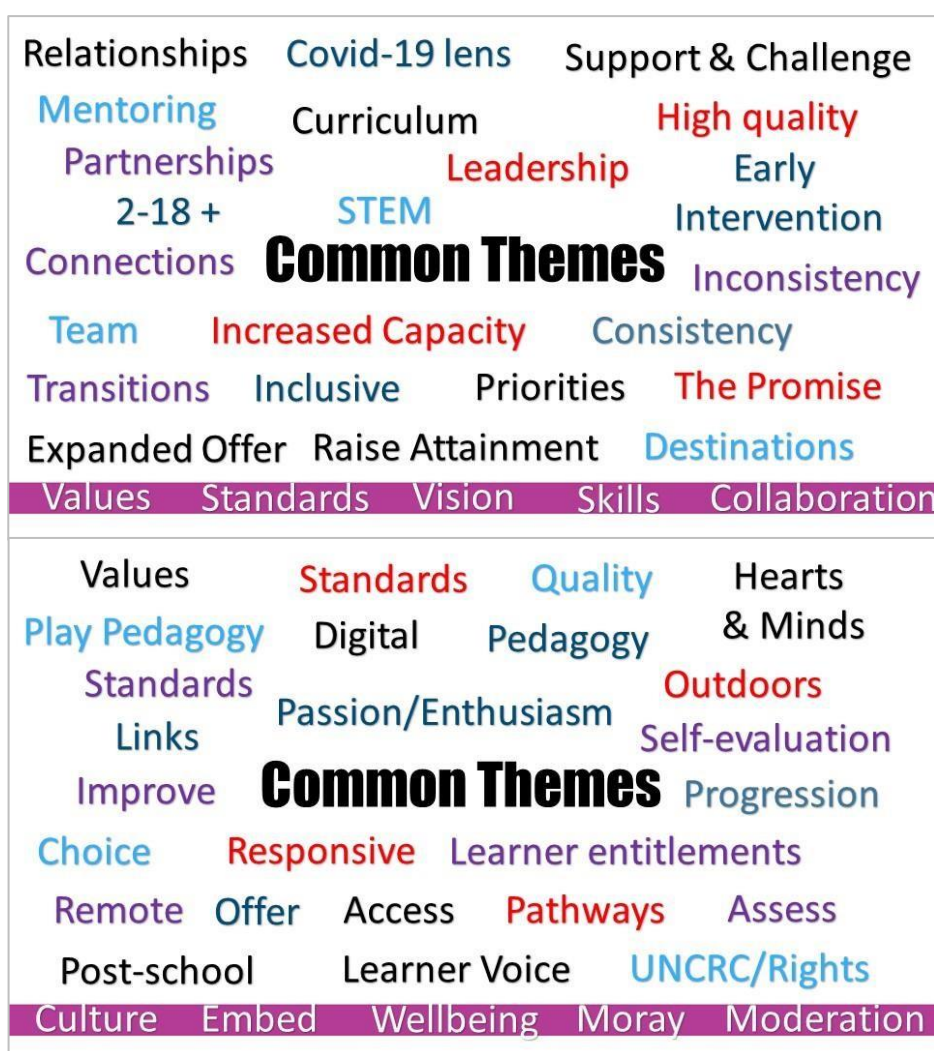 Relationships Covid-19 lens Support & Challenge
Mentoring Curriculum High quality
Partnerships Leadership Early
2-18 + STEM Intervention
Connections Common Themes Inconsistency
Team Increased Capacity Consistency
Transitions Inclusive Priorities The Promise
Expanded Offer Raise Attainment Destinations
Values Standards Vision Skills Collaboration
Values Standards Quality Hearts
Play Pedagogy Digital Pedagogy & Minds
Standards Passion/Enthusiasm Outdoors
Links Self-evaluation
Improve Common Themes Progression
Choice Responsive Learner entitlements
Remote Offer Access Pathways Assess
Post-school Learner Voice UNCRC/Rights
Culture Embed Wellbeing Moray Moderation